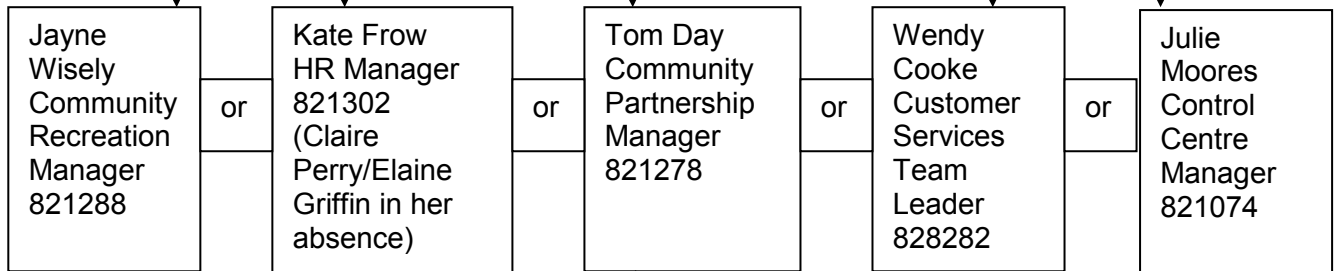 Jayne
Wisely
Community
Recreation
Manager
821288
or
Kate Frow
HR Manager
821302
(Claire
Perry/Elaine
Griffin in her
absence)
or
Tom Day
Community
Partnership
Manager
821278
or
Wendy
Cooke
Customer
Services
Team
Leader
828282
or
Julie
Moores
Control
Centre
Manager
821074